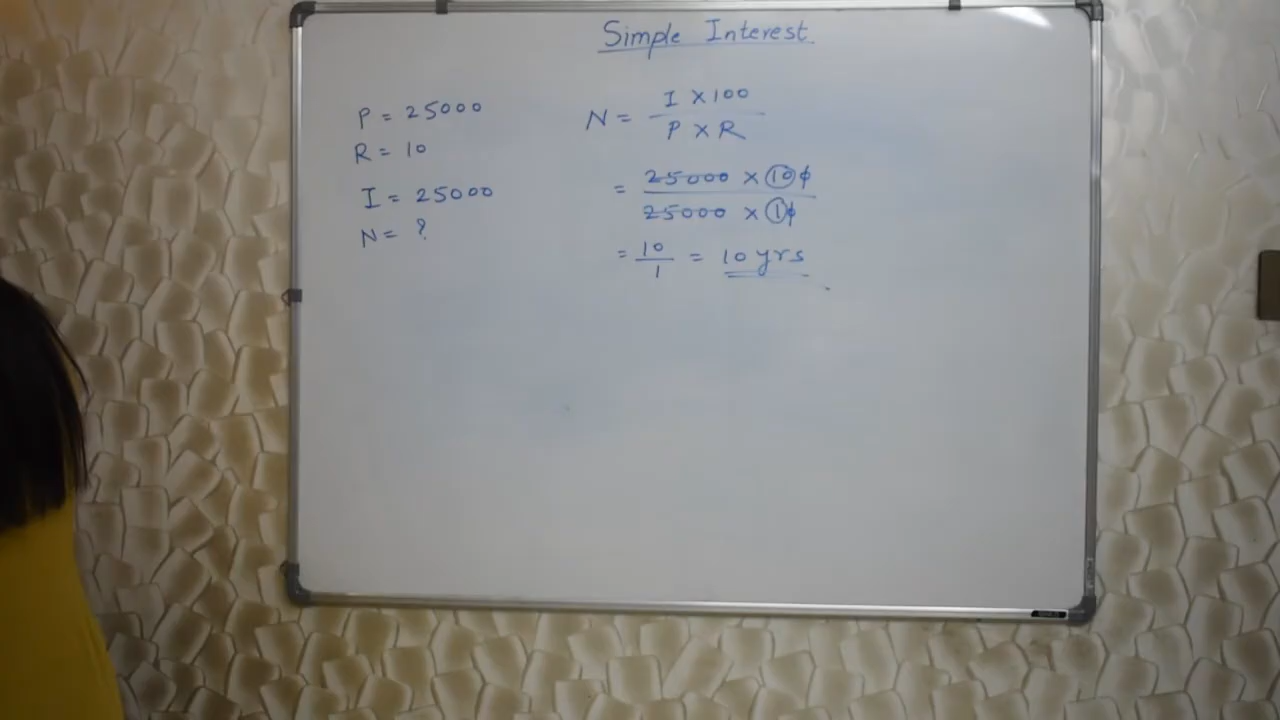 Simple Interest
P = 25000
R = 10
I = 25000
N = ?
N = I X 100 / P X R
= 25000 X 100 / 25000 X 10
= 10 / 1 = 10 yrs